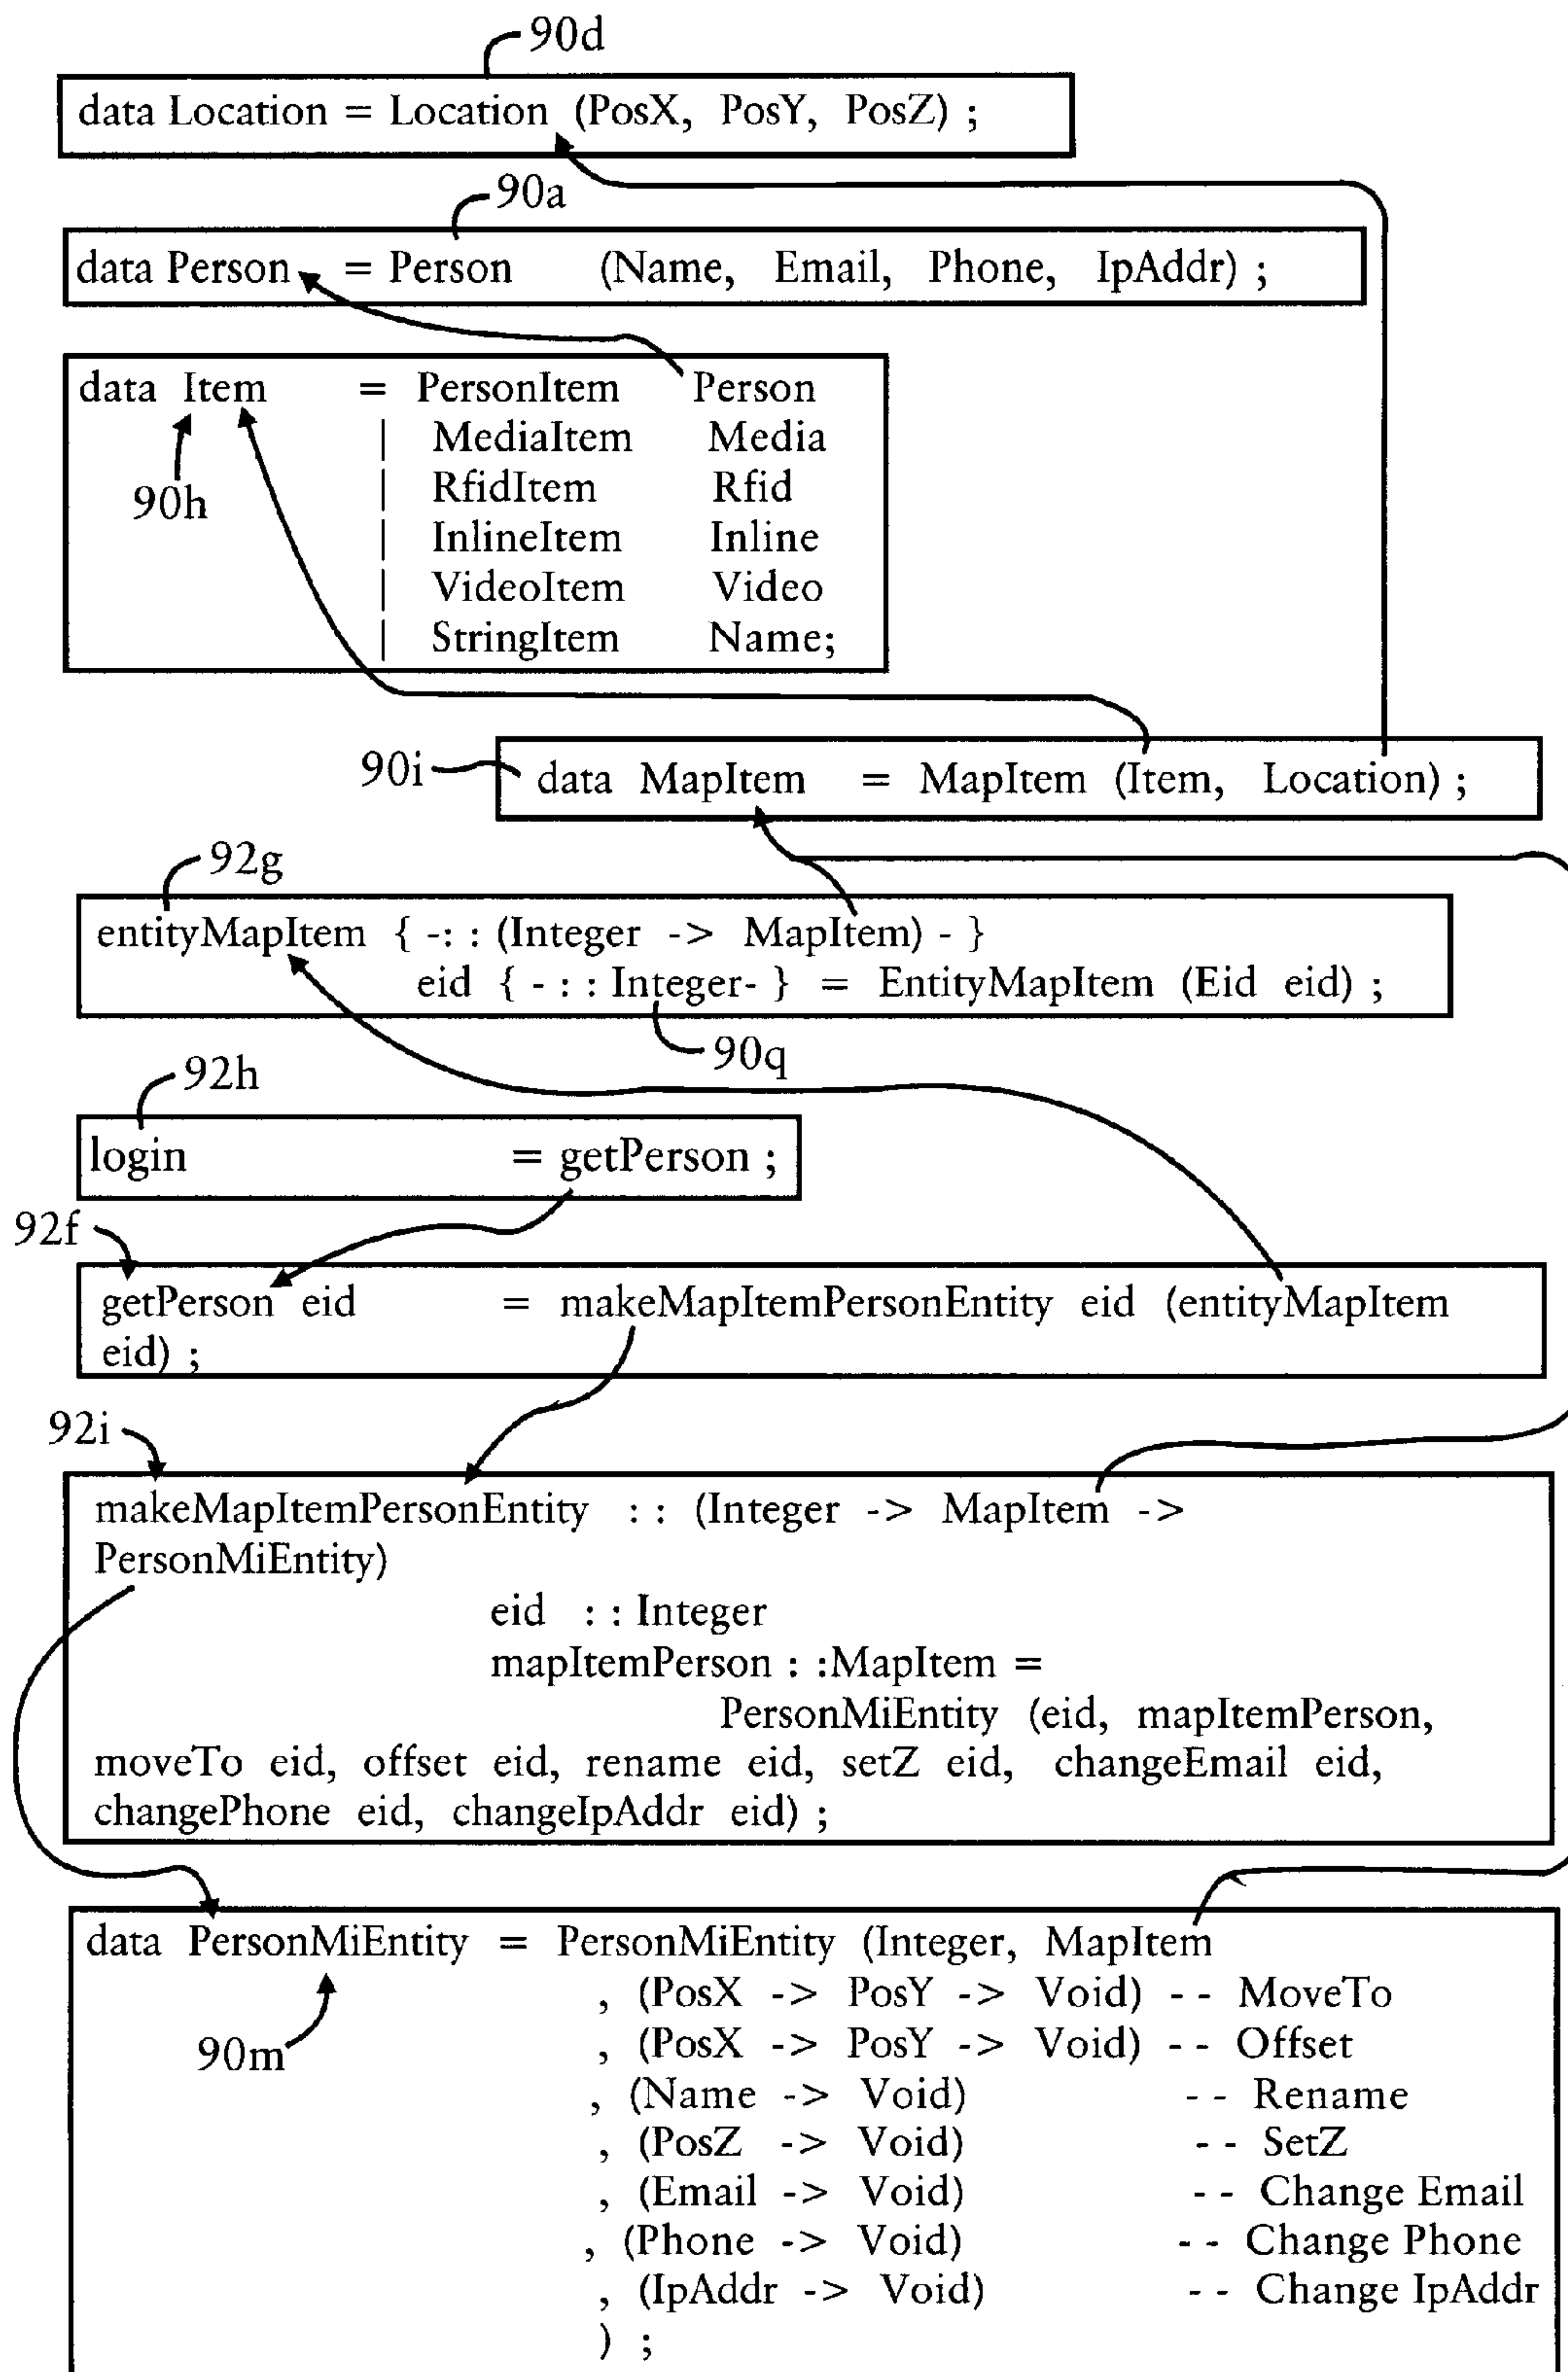 90d
data Location = Location (PosX, PosY, PosZ) ;
90a
data Person = Person (Name, Email, Phone, IpAddr) ;
data Item = PersonItem Person
| MediaItem Media
90h | RfidItem Rfid
| InlineItem Inline
| VideoItem Video
| StringItem Name;
90i data MapItem = MapItem (Item, Location) ;
92g
entityMapItem { -: : (Integer -> MapItem) - }
eid { - : : Integer- } = EntityMapItem (Eid eid) ;
90q
92h
login = getPerson ;
92f
getPerson eid = makeMapItemPersonEntity eid (entityMapItem
eid) ;
92i
makeMapItemPersonEntity : : (Integer -> MapItem ->
PersonMiEntity)
eid : : Integer
mapItemPerson : :MapItem =
PersonMiEntity (eid, mapItemPerson,
moveTo eid, offset eid, rename eid, setZ eid, changeEmail eid,
changePhone eid, changeIpAddr eid) ;
data PersonMiEntity = PersonMiEntity (Integer, MapItem
, (PosX -> PosY -> Void) - - MoveTo
90m , (PosX -> PosY -> Void) - - Offset
, (Name -> Void) - - Rename
, (PosZ -> Void) - - SetZ
, (Email -> Void) - - Change Email
, (Phone -> Void) - - Change Phone
, (IpAddr -> Void) - - Change IpAddr
) ;